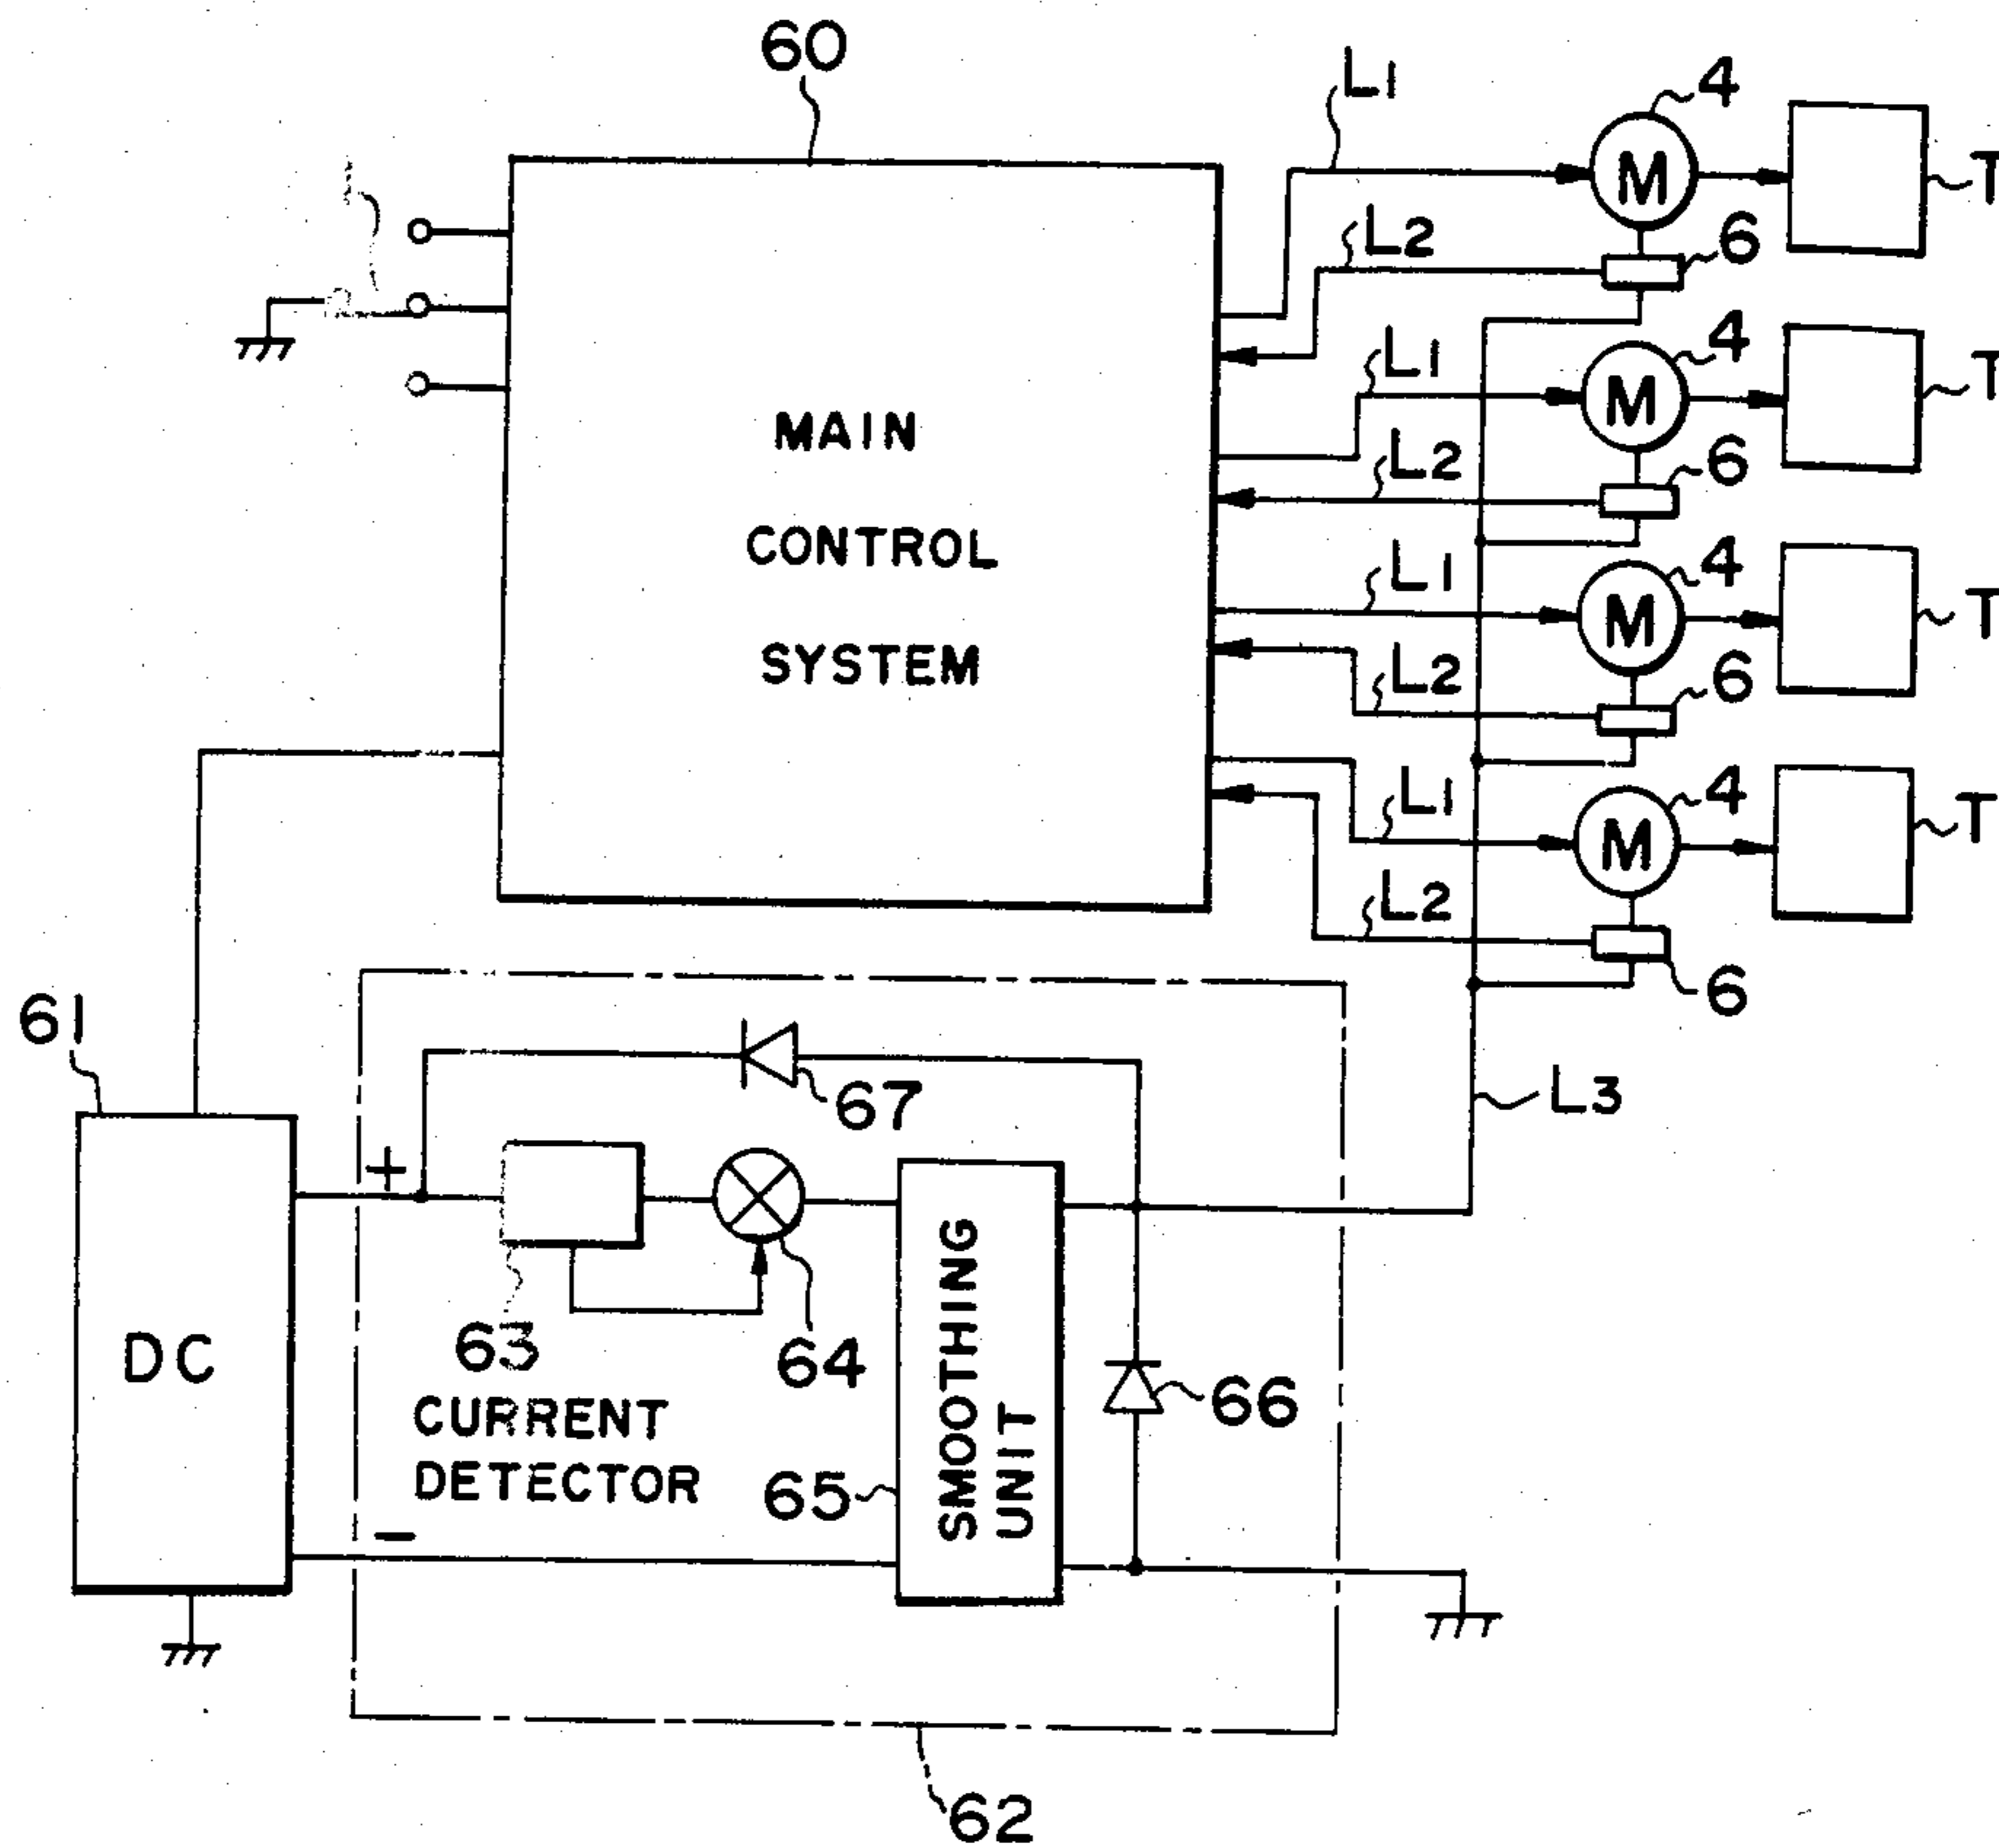 60
L1
4
T
M
L2
6
L1
4
T
M
L2
6
L1
4
T
M
L2
6
L1
4
T
M
L2
6
MAIN
CONTROL
SYSTEM
61
DC
+
−
67
63
CURRENT
DETECTOR
64
65
SMOOTHING
UNIT
66
L3
62